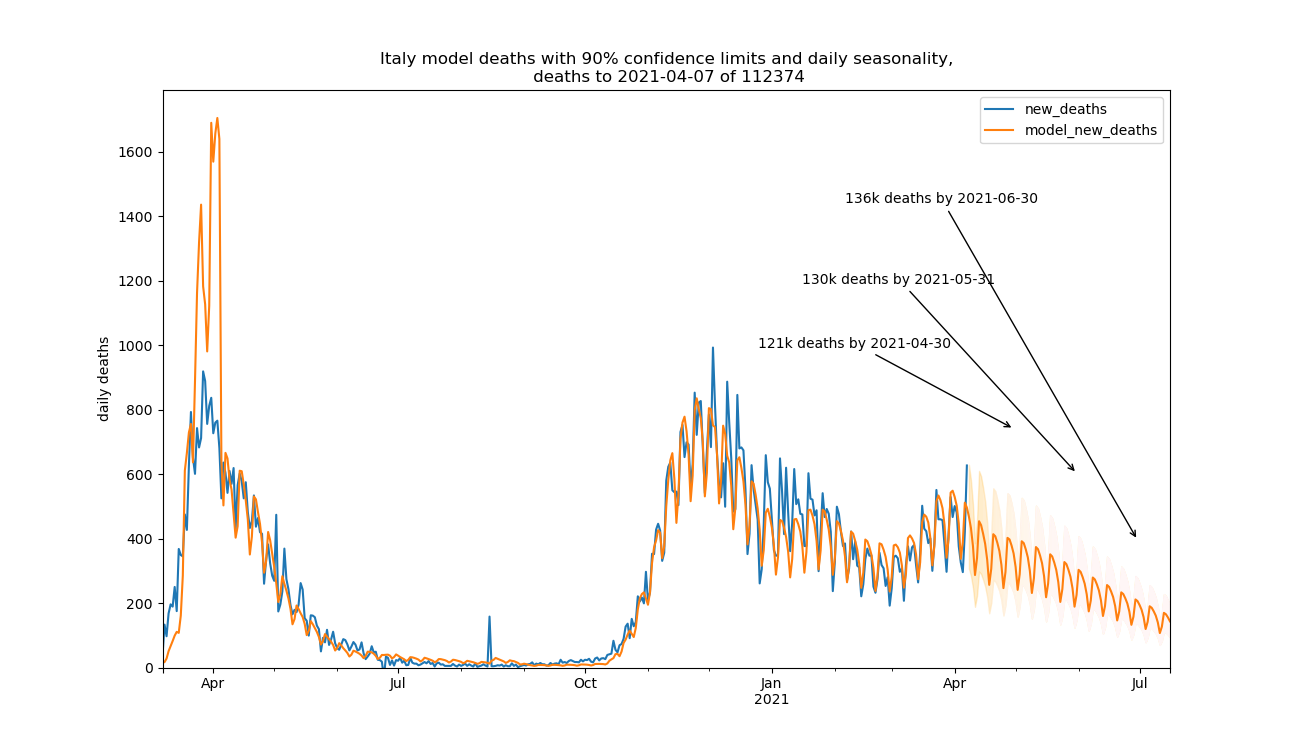 Italy model deaths with 90% confidence limits and daily seasonality,
deaths to 2021-04-07 of 112374
new_deaths
model_new_deaths
136k deaths by 2021-06-30
130k deaths by 2021-05-31
121k deaths by 2021-04-30
daily deaths
1600
1400
1200
1000
800
600
400
200
0
Apr
Jul
Oct
Jan
2021
Apr
Jul